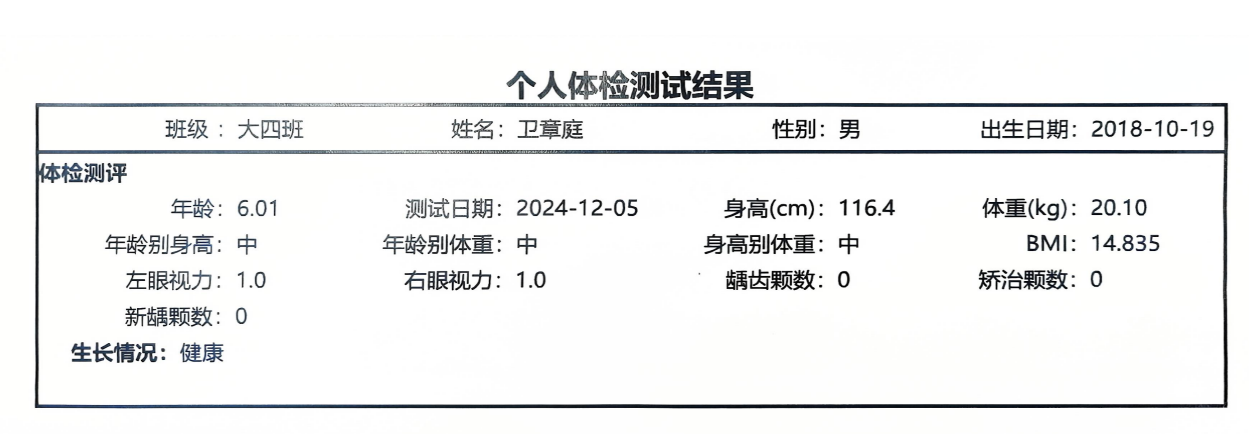 个人体检测试结果
班级：大四班 姓名：卫章庭 性别：男 出生日期：2018-10-19
体检测评
年龄：6.01 测试日期：2024-12-05 身高(cm)：116.4 体重(kg)：20.10
年龄别身高：中 年龄别体重：中 身高别体重：中 BMI：14.835
左眼视力：1.0 右眼视力：1.0 龋齿颗数：0 矫治颗数：0
新龋颗数：0
生长情况：健康